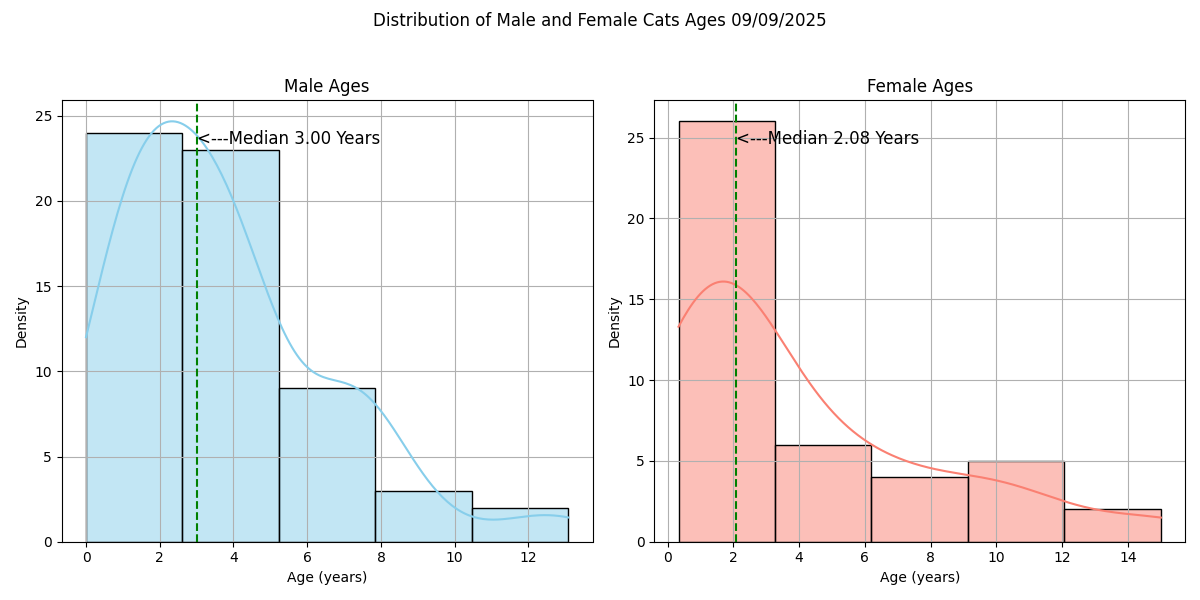 Distribution of Male and Female Cats Ages 09/09/2025
Male Ages
25
20
15
10
5
0
Density
<---Median 3.00 Years
0 2 4 6 8 10 12
Age (years)
Female Ages
25
20
15
10
5
0
Density
<---Median 2.08 Years
0 2 4 6 8 10 12 14
Age (years)